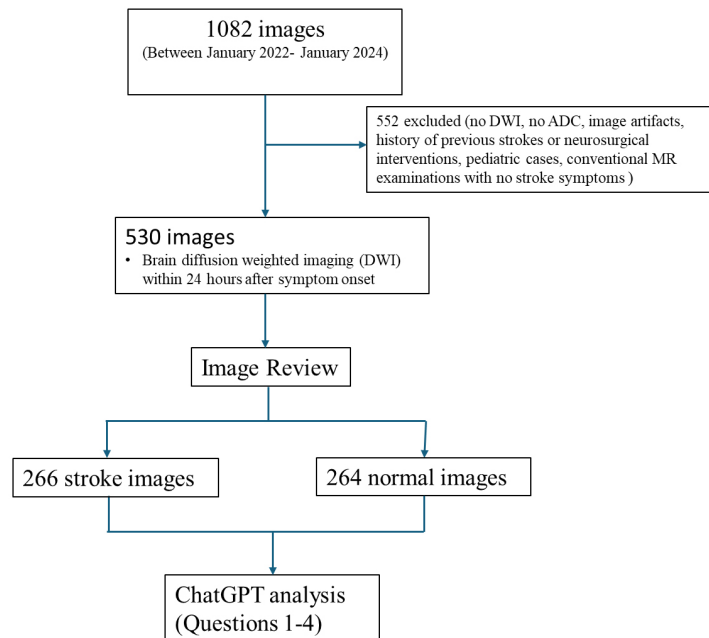 1082 images
(Between January 2022- January 2024)
552 excluded (no DWI, no ADC, image artifacts,
history of previous strokes or neurosurgical
interventions, pediatric cases, conventional MR
examinations with no stroke symptoms )
530 images
• Brain diffusion weighted imaging (DWI)
within 24 hours after symptom onset
Image Review
266 stroke images
264 normal images
ChatGPT analysis
(Questions 1-4)